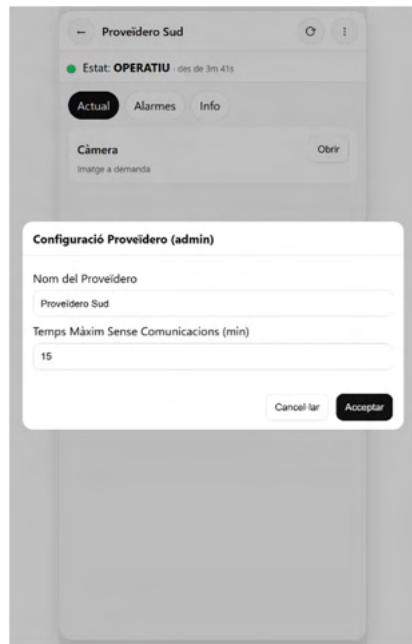 ← Proveïdero Sud
Estat: OPERATIU · des de 3m 41s
Actual Alarmes Info
Càmera Obrir
Imatge a demanda
Configuració Proveïdero (admin)
Nom del Proveïdero
Proveïdero Sud
Temps Màxim Sense Comunicacions (min)
15
Cancel·lar Acceptar